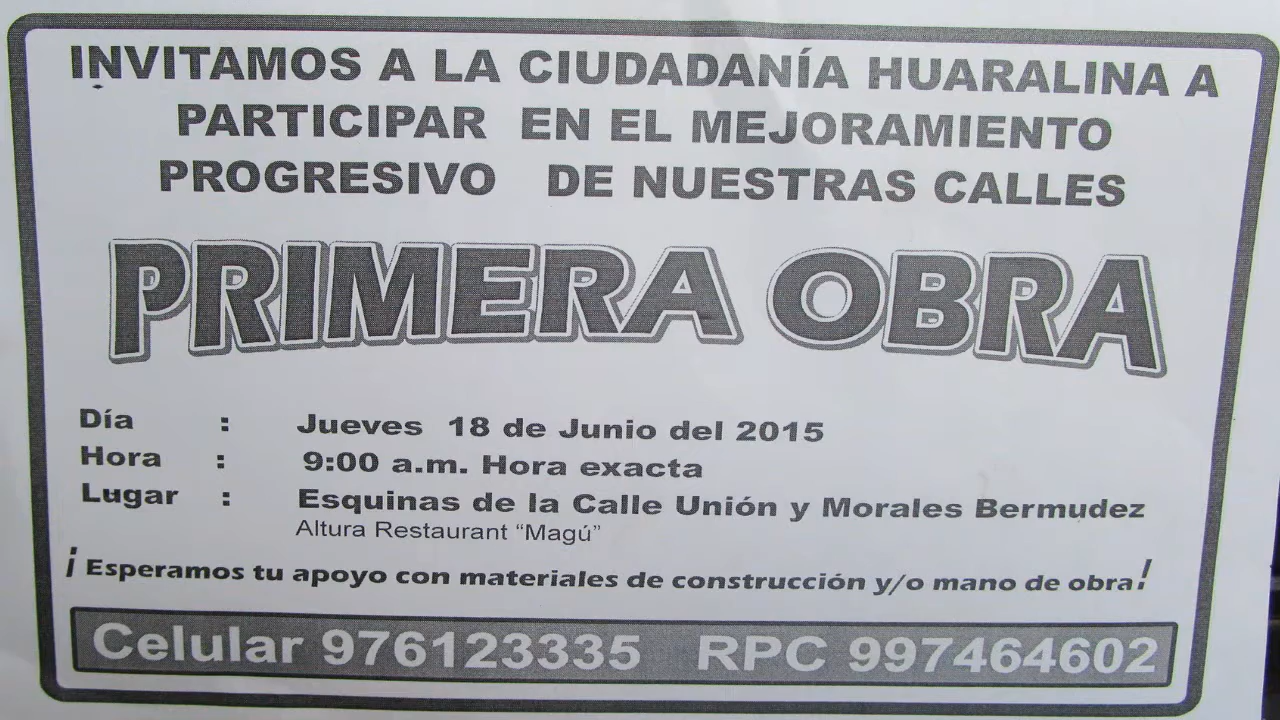 INVITAMOS A LA CIUDADANÍA HUARALINA A
PARTICIPAR EN EL MEJORAMIENTO
PROGRESIVO DE NUESTRAS CALLES
PRIMERA OBRA
Día : Jueves 18 de Junio del 2015
Hora : 9:00 a.m. Hora exacta
Lugar : Esquinas de la Calle Unión y Morales Bermudez
Altura Restaurant “Magú”
¡Esperamos tu apoyo con materiales de construcción y/o mano de obra!
Celular 976123335 RPC 997464602